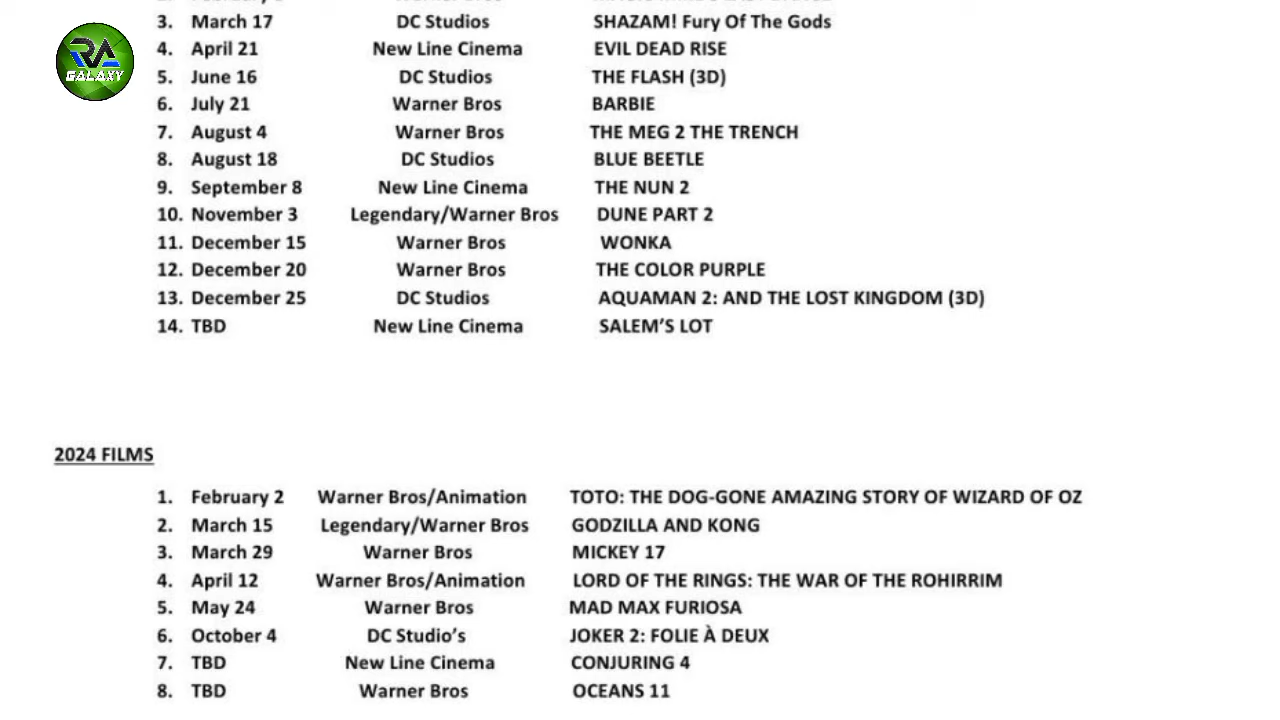 RA
GALAXY
3. March 17 DC Studios SHAZAM! Fury Of The Gods
4. April 21 New Line Cinema EVIL DEAD RISE
5. June 16 DC Studios THE FLASH (3D)
6. July 21 Warner Bros BARBIE
7. August 4 Warner Bros THE MEG 2 THE TRENCH
8. August 18 DC Studios BLUE BEETLE
9. September 8 New Line Cinema THE NUN 2
10. November 3 Legendary/Warner Bros DUNE PART 2
11. December 15 Warner Bros WONKA
12. December 20 Warner Bros THE COLOR PURPLE
13. December 25 DC Studios AQUAMAN 2: AND THE LOST KINGDOM (3D)
14. TBD New Line Cinema SALEM’S LOT
2024 FILMS
1. February 2 Warner Bros/Animation TOTO: THE DOG-GONE AMAZING STORY OF WIZARD OF OZ
2. March 15 Legendary/Warner Bros GODZILLA AND KONG
3. March 29 Warner Bros MICKEY 17
4. April 12 Warner Bros/Animation LORD OF THE RINGS: THE WAR OF THE ROHIRRIM
5. May 24 Warner Bros MAD MAX FURIOSA
6. October 4 DC Studio’s JOKER 2: FOLIE À DEUX
7. TBD New Line Cinema CONJURING 4
8. TBD Warner Bros OCEANS 11